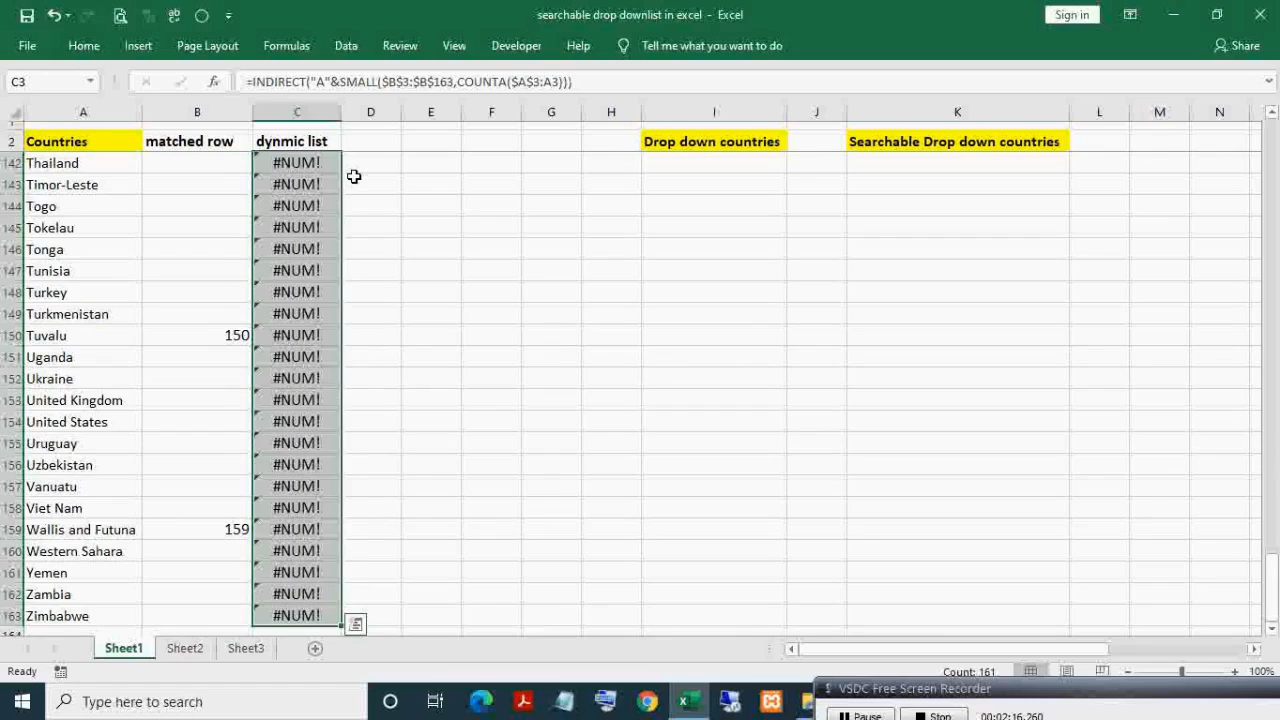 searchable drop downlist in excel - Excel
Sign in
File Home Insert Page Layout Formulas Data Review View Developer Help Tell me what you want to do Share
C3 fx =INDIRECT("A"&SMALL($B$3:$B$163,COUNTA($A$3:A3)))
A B C D E F G H I J K L M N
2 Countries matched row dynmic list Drop down countries Searchable Drop down countries
142 Thailand #NUM!
143 Timor-Leste #NUM!
144 Togo #NUM!
145 Tokelau #NUM!
146 Tonga #NUM!
147 Tunisia #NUM!
148 Turkey #NUM!
149 Turkmenistan #NUM!
150 Tuvalu 150 #NUM!
151 Uganda #NUM!
152 Ukraine #NUM!
153 United Kingdom #NUM!
154 United States #NUM!
155 Uruguay #NUM!
156 Uzbekistan #NUM!
157 Vanuatu #NUM!
158 Viet Nam #NUM!
159 Wallis and Futuna 159 #NUM!
160 Western Sahara #NUM!
161 Yemen #NUM!
162 Zambia #NUM!
163 Zimbabwe #NUM!
Sheet1 Sheet2 Sheet3
Ready Count: 161 100%
VSDC Free Screen Recorder
Type here to search
Pause Stop 00:02:16.260